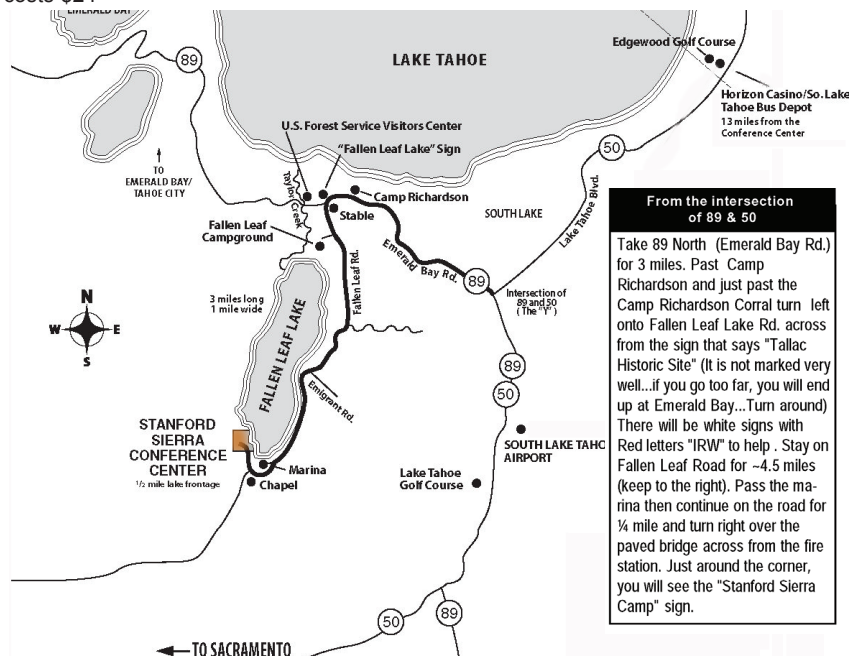 LAKE TAHOE
Edgewood Golf Course
Horizon Casino/So. Lake
Tahoe Bus Depot
13 miles from the
Conference Center
89
U.S. Forest Service Visitors Center
"Fallen Leaf Lake" Sign
50
TO
EMERALD BAY/
TAHOE CITY
Taylor Creek
Camp Richardson
Stable
SOUTH LAKE
Lake Tahoe Blvd.
Fallen Leaf
Campground
Emerald Bay Rd.
Fallen Leaf Rd.
89
Intersection of
89 and 50
(The "Y")
3 miles long
1 mile wide
N
W E
S
FALLEN LEAF LAKE
Emigrant Rd.
89
50
STANFORD
SIERRA
CONFERENCE
CENTER
1/2 mile lake frontage
Marina
Chapel
SOUTH LAKE TAHO
AIRPORT
Lake Tahoe
Golf Course
50
89
TO SACRAMENTO
From the intersection
of 89 & 50
Take 89 North (Emerald Bay Rd.)
for 3 miles. Past Camp
Richardson and just past the
Camp Richardson Corral turn left
onto Fallen Leaf Lake Rd. across
from the sign that says "Tallac
Historic Site" (It is not marked very
well...if you go too far, you will end
up at Emerald Bay...Turn around)
There will be white signs with
Red letters "IRW" to help . Stay on
Fallen Leaf Road for ~4.5 miles
(keep to the right). Pass the ma-
rina then continue on the road for
¼ mile and turn right over the
paved bridge across from the fire
station. Just around the corner,
you will see the "Stanford Sierra
Camp" sign.